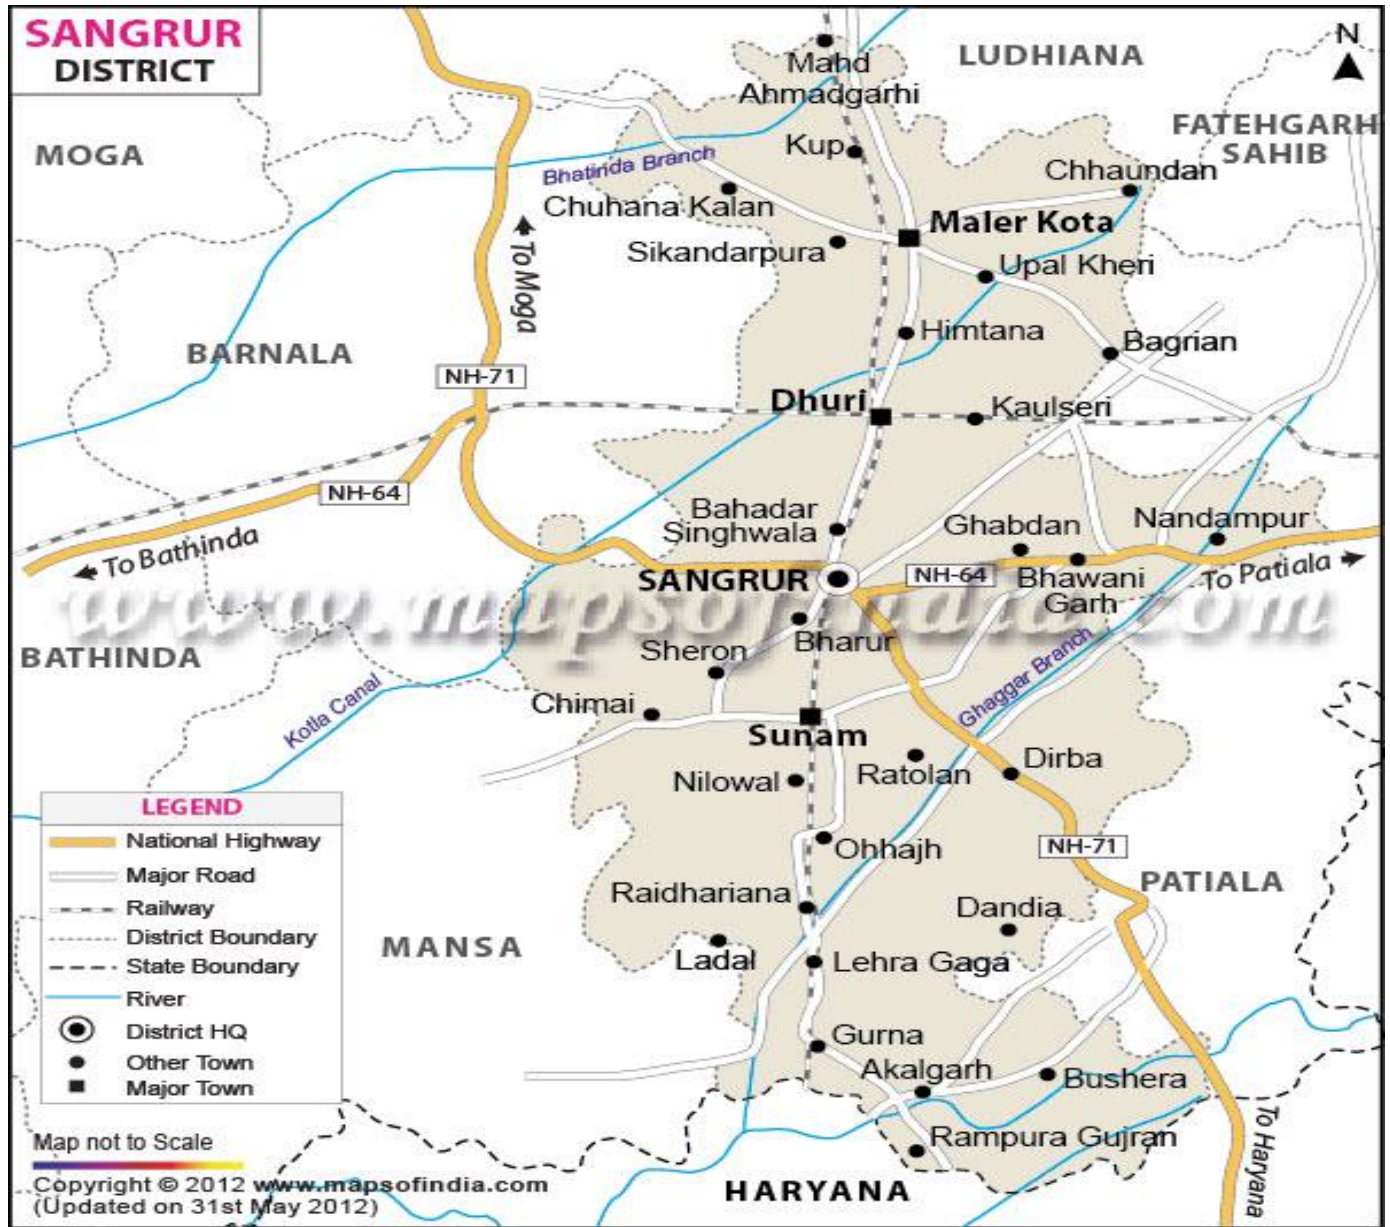 SANGRUR
DISTRICT
N
LUDHIANA
Mahd
Ahmadgarhi
FATEHGARH
SAHIB
MOGA
Kup
Bhatinda Branch
Chhaundan
Chuhana Kalan
Maler Kota
Sikandarpura
Upal Kheri
To Moga
Himtana
Bagrian
BARNALA
NH-71
Dhuri
Kaulseri
NH-64
Bahadar
Singhwala
Ghabdan
Nandampur
To Bathinda
SANGRUR
NH-64
Bhawani
Garh
To Patiala
www.mapsofindia.com
Bharur
Sheron
BATHINDA
Ghaggar Branch
Kotla Canal
Chimai
Sunam
Dirba
Ratolan
Nilowal
Ohhajh
NH-71
PATIALA
Raidhariana
Dandia
MANSA
Ladal
Lehra Gaga
Gurna
Akalgarh
Bushera
Rampura Gujran
To Haryana
HARYANA
LEGEND
National Highway
Major Road
Railway
District Boundary
State Boundary
River
District HQ
Other Town
Major Town
Map not to Scale
Copyright © 2012 www.mapsofindia.com
(Updated on 31st May 2012)